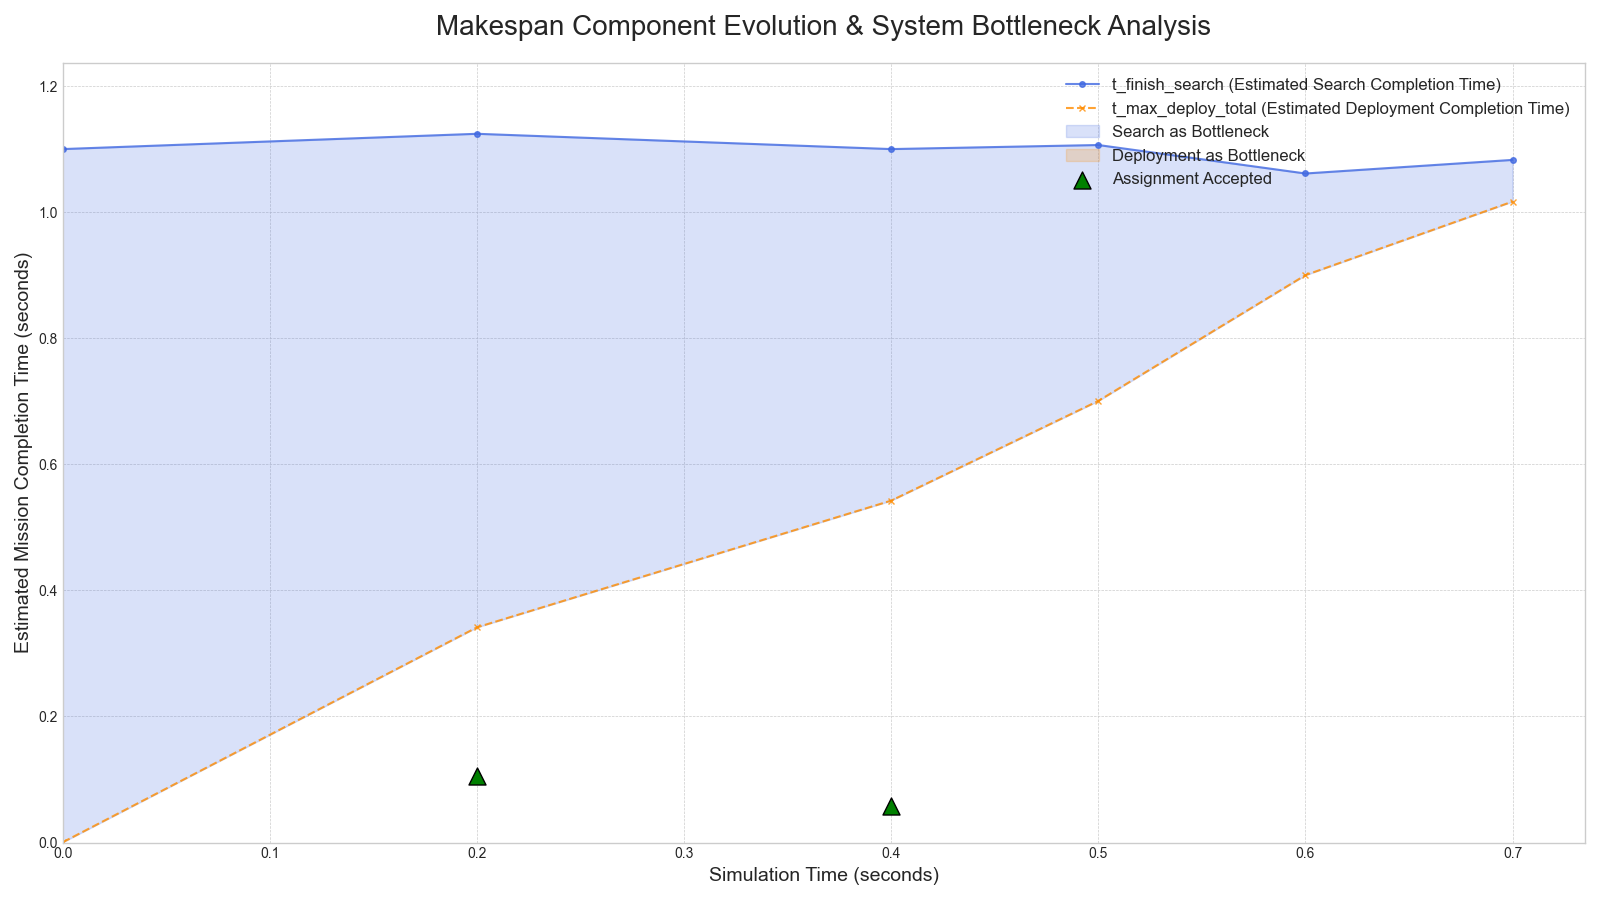 Makespan Component Evolution & System Bottleneck Analysis
t_finish_search (Estimated Search Completion Time)
t_max_deploy_total (Estimated Deployment Completion Time)
Search as Bottleneck
Deployment as Bottleneck
Assignment Accepted
Estimated Mission Completion Time (seconds)
1.2
1.0
0.8
0.6
0.4
0.2
0.0
0.0 0.1 0.2 0.3 0.4 0.5 0.6 0.7
Simulation Time (seconds)